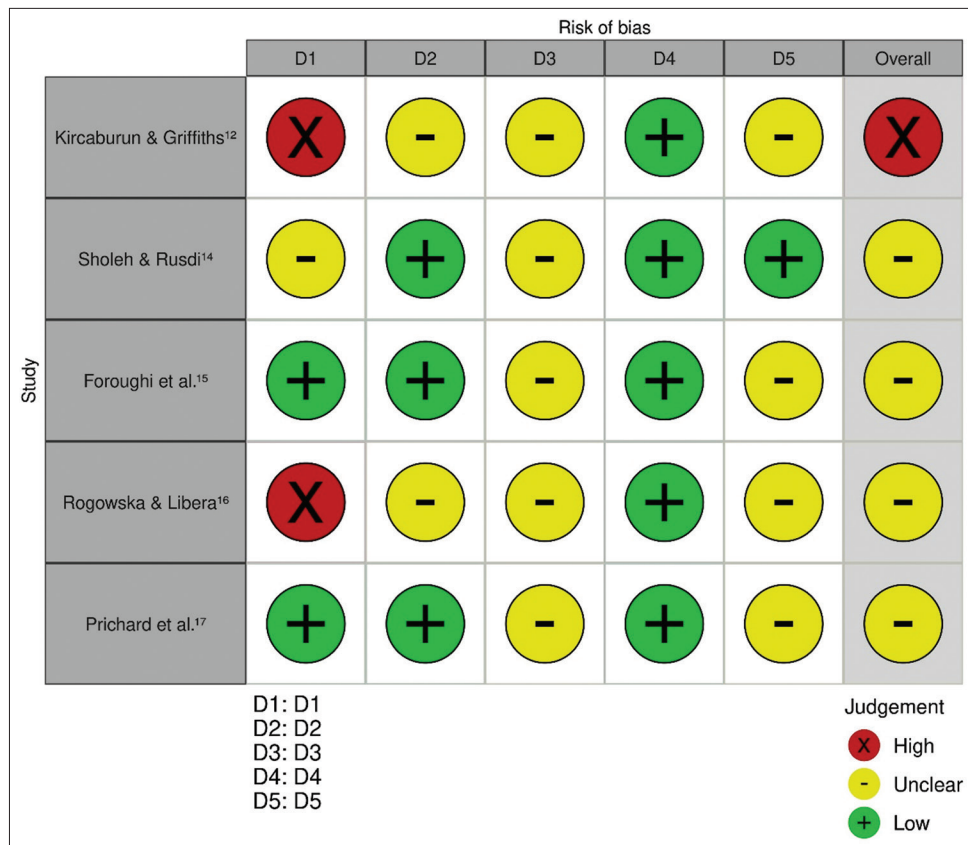 Risk of bias
D1 D2 D3 D4 D5 Overall
Study
Kircaburun & Griffiths¹² X - - + - X
Sholeh & Rusdi¹⁴ - + - + + -
Foroughi et al.¹⁵ + + - + - -
Rogowska & Libera¹⁶ X - - + - -
Prichard et al.¹⁷ + + - + - -
D1: D1
D2: D2
D3: D3
D4: D4
D5: D5
Judgement
X High
- Unclear
+ Low